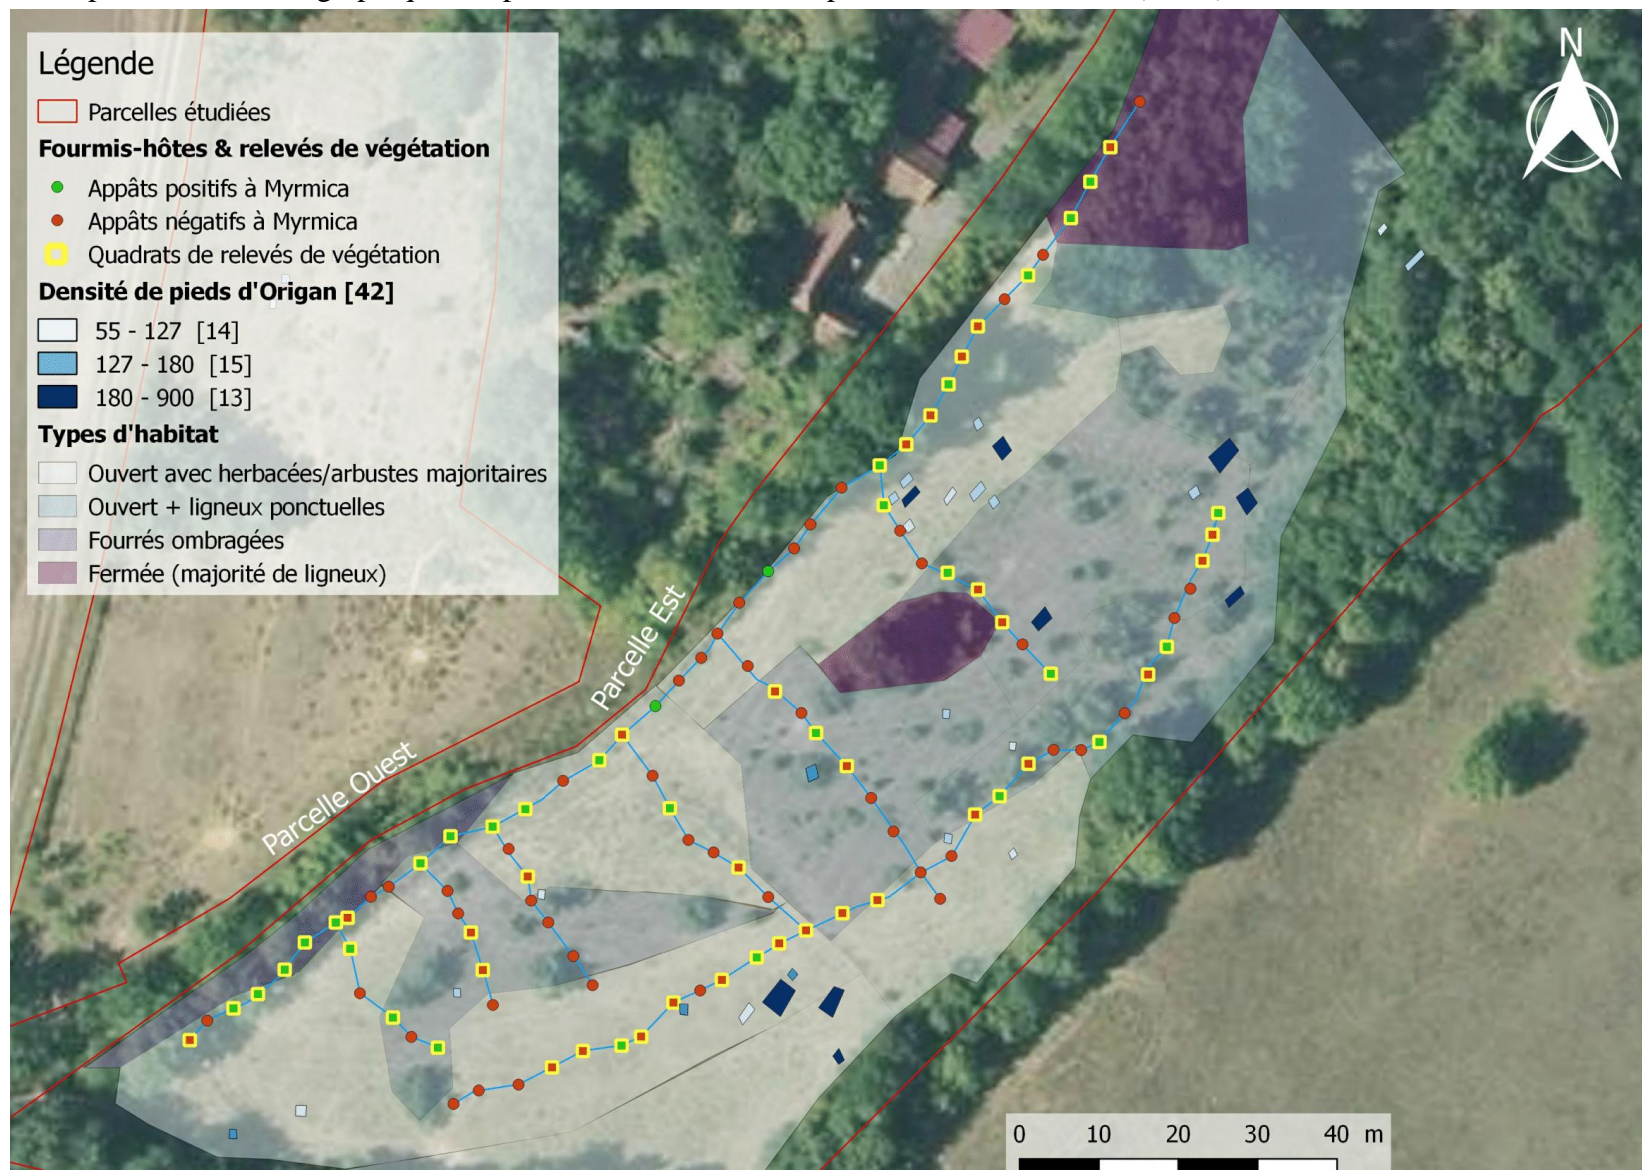 Légende
Parcelles étudiées
Fourmis-hôtes & relevés de végétation
Appâts positifs à Myrmica
Appâts négatifs à Myrmica
Quadrats de relevés de végétation
Densité de pieds d'Origan [42]
55 - 127 [14]
127 - 180 [15]
180 - 900 [13]
Types d'habitat
Ouvert avec herbacées/arbustes majoritaires
Ouvert + ligneux ponctuelles
Fourrés ombragées
Fermée (majorité de ligneux)
N
Parcelle Est
Parcelle Ouest
0 10 20 30 40 m